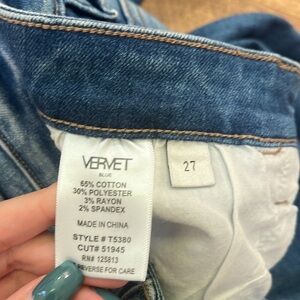 VERVET
BLUE
65% COTTON
30% POLYESTER
3% RAYON
2% SPANDEX
MADE IN CHINA
STYLE # T5380
CUT# 51945
RN# 125813
REVERSE FOR CARE
27